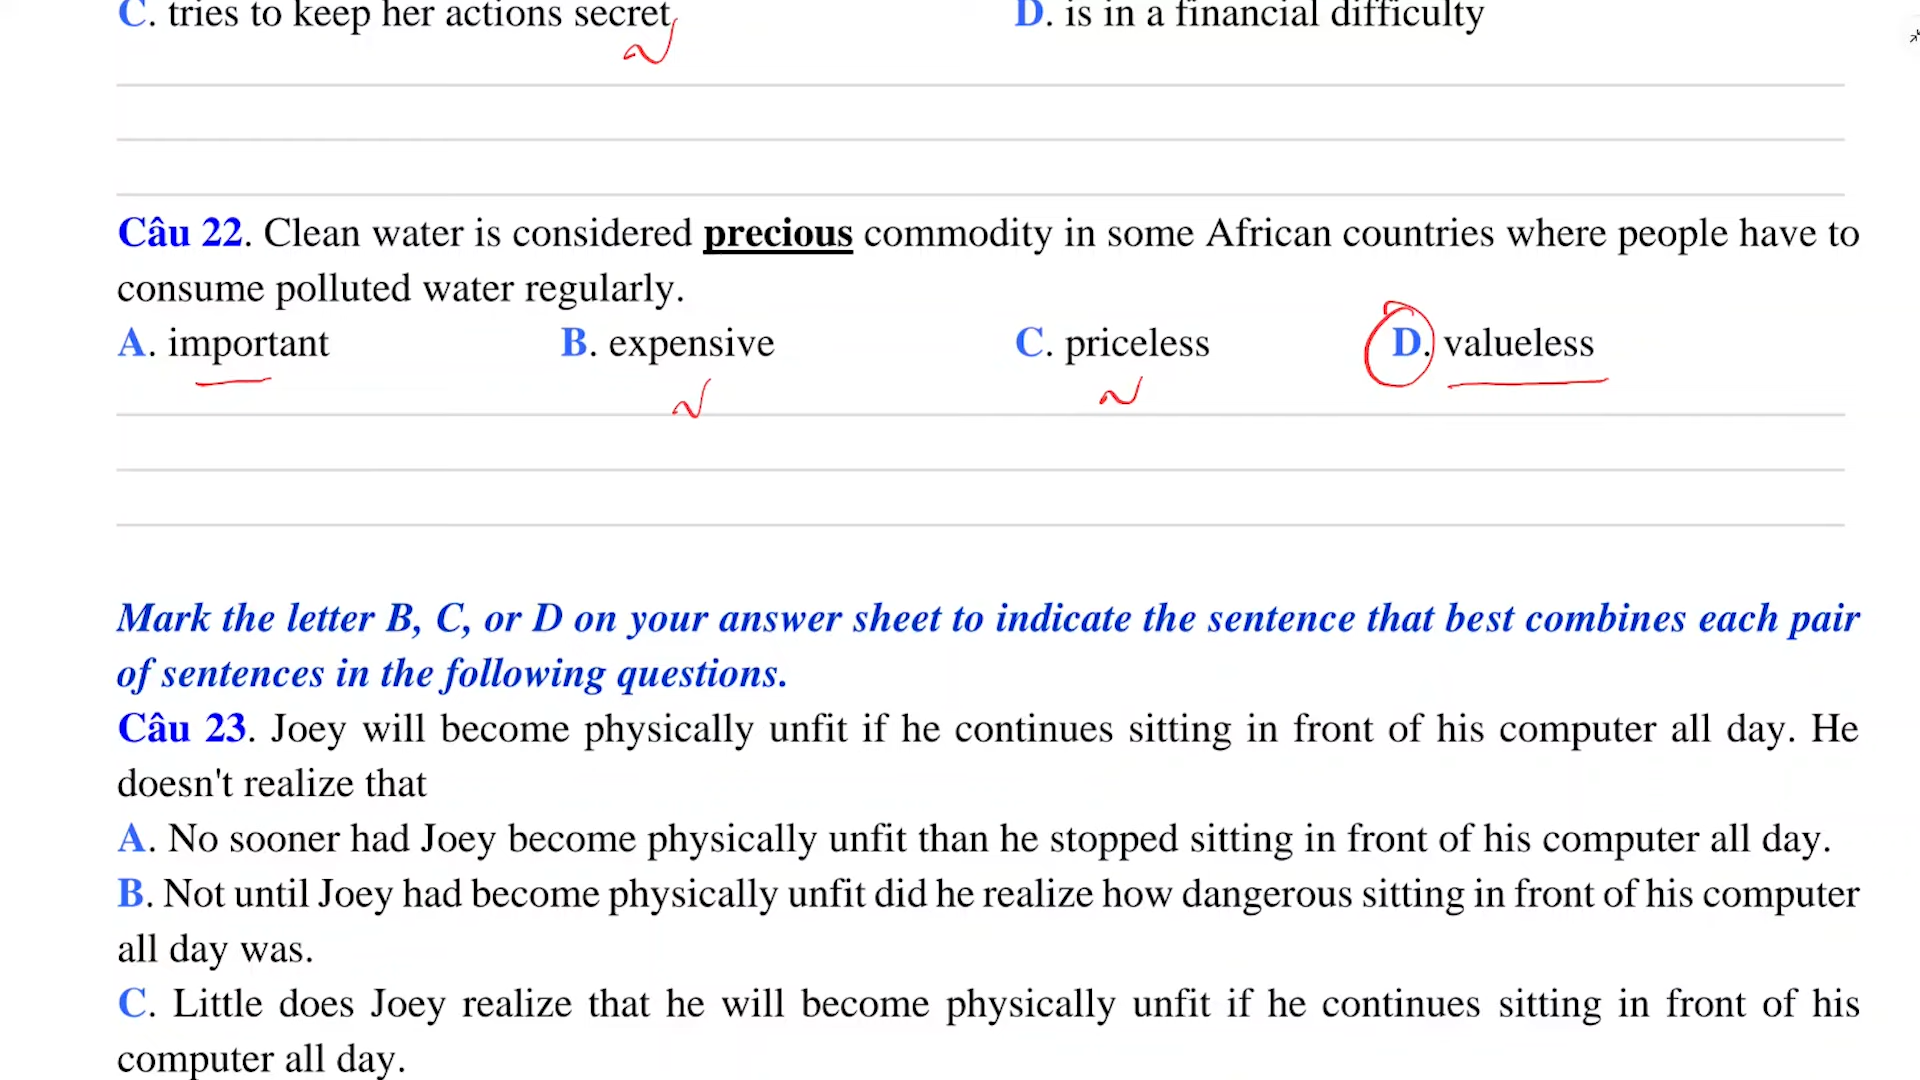 C. tries to keep her actions secret D. is in a financial difficulty
Câu 22. Clean water is considered precious commodity in some African countries where people have to
consume polluted water regularly.
A. important B. expensive C. priceless D. valueless
Mark the letter B, C, or D on your answer sheet to indicate the sentence that best combines each pair
of sentences in the following questions.
Câu 23. Joey will become physically unfit if he continues sitting in front of his computer all day. He
doesn't realize that
A. No sooner had Joey become physically unfit than he stopped sitting in front of his computer all day.
B. Not until Joey had become physically unfit did he realize how dangerous sitting in front of his computer
all day was.
C. Little does Joey realize that he will become physically unfit if he continues sitting in front of his
computer all day.